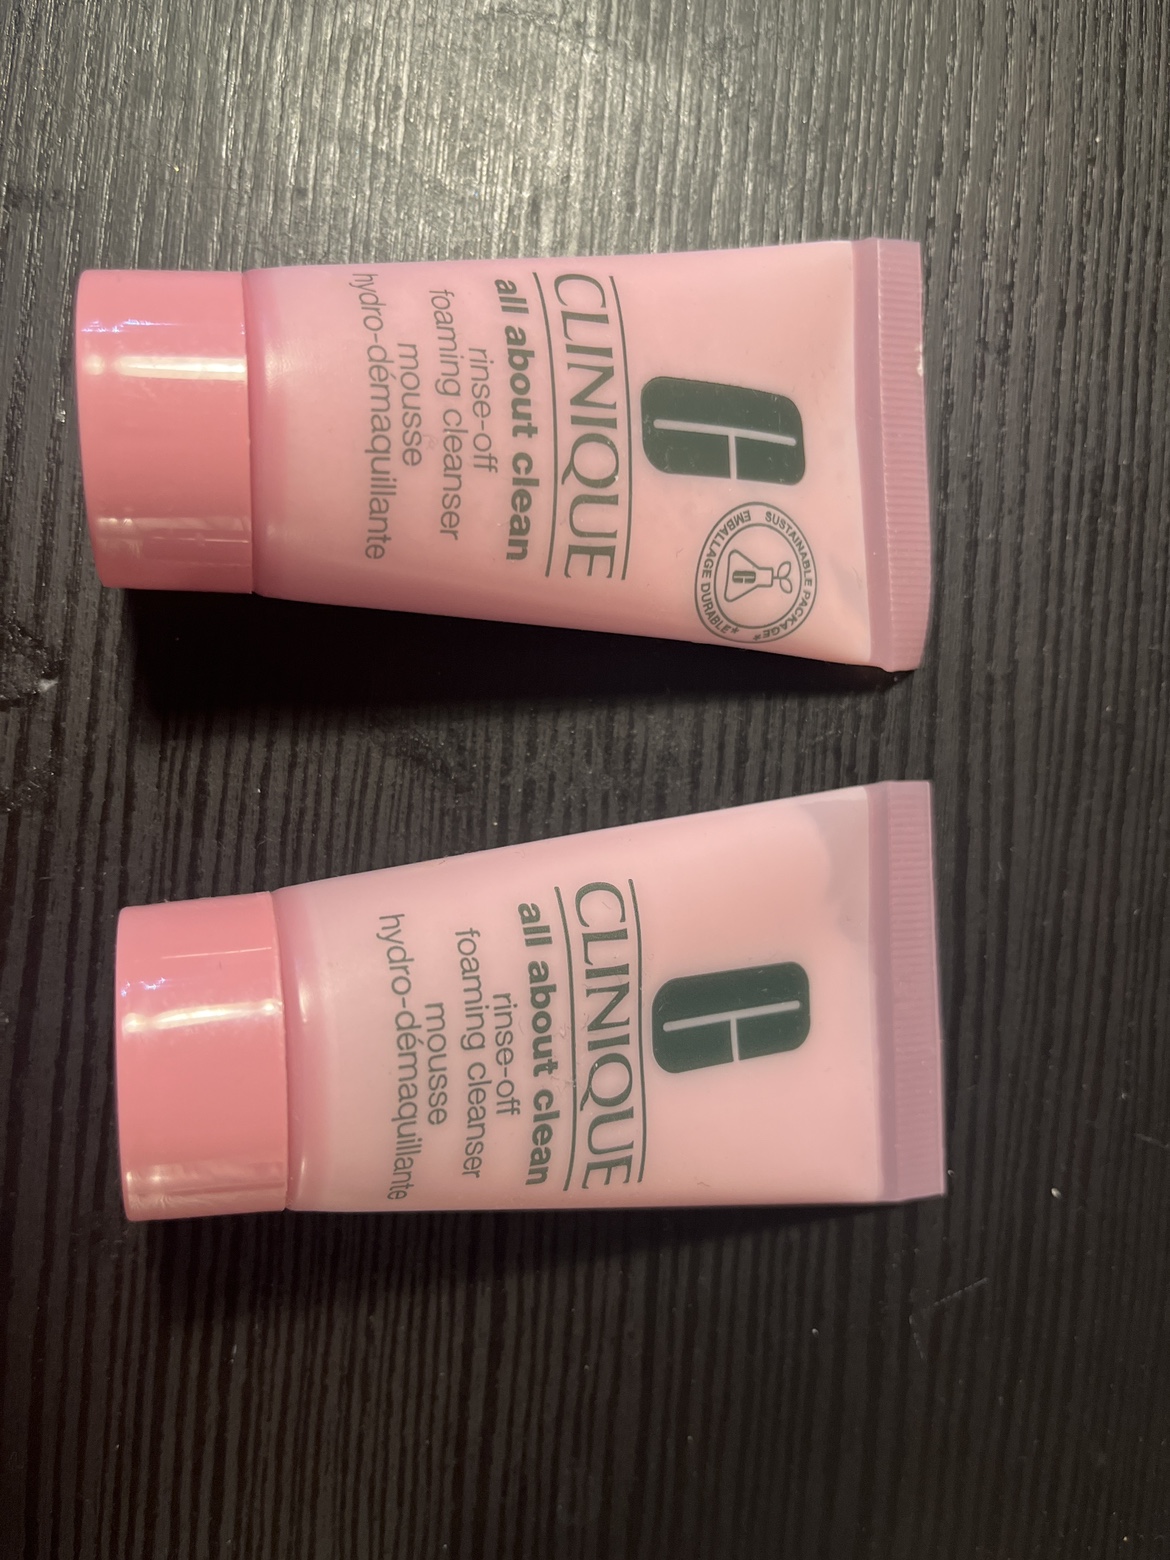 SUSTAINABLE PACKAGE*
EMBALLAGE DURABLE*
C
CLINIQUE
all about clean
rinse-off
foaming cleanser
mousse
hydro-démaquillante
C
CLINIQUE
all about clean
rinse-off
foaming cleanser
mousse
hydro-démaquillante